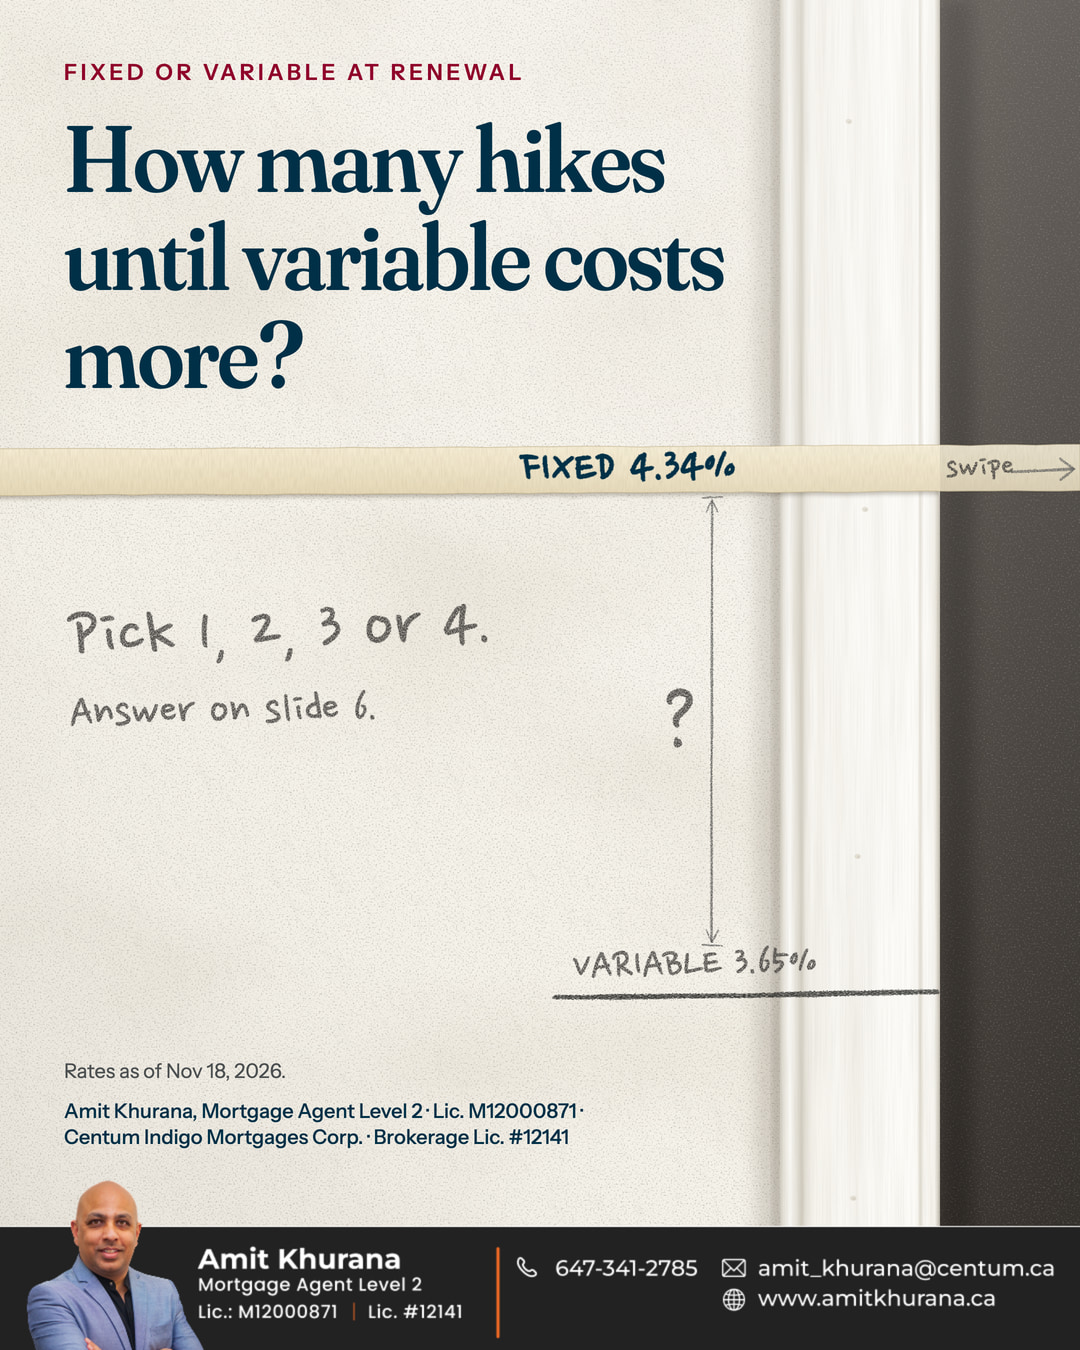 FIXED OR VARIABLE AT RENEWAL
How many hikes
until variable costs
more?
FIXED 4.34%
swipe
Pick 1, 2, 3 or 4.
?
Answer on slide 6.
VARIABLE 3.65%
Rates as of Nov 18, 2026.
Amit Khurana, Mortgage Agent Level 2 · Lic. M12000871 ·
Centum Indigo Mortgages Corp. · Brokerage Lic. #12141
Amit Khurana
Mortgage Agent Level 2
Lic.: M12000871 | Lic. #12141
647-341-2785
amit_khurana@centum.ca
www.amitkhurana.ca